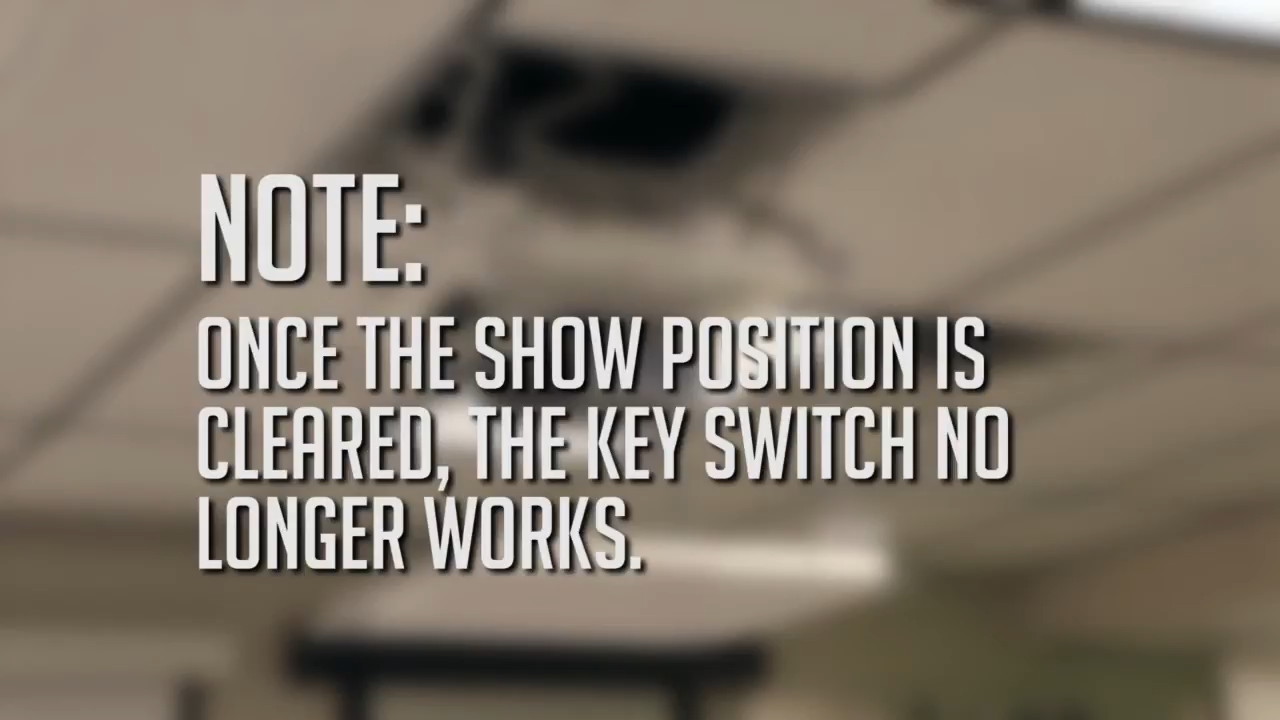 NOTE:
ONCE THE SHOW POSITION IS
CLEARED, THE KEY SWITCH NO
LONGER WORKS.